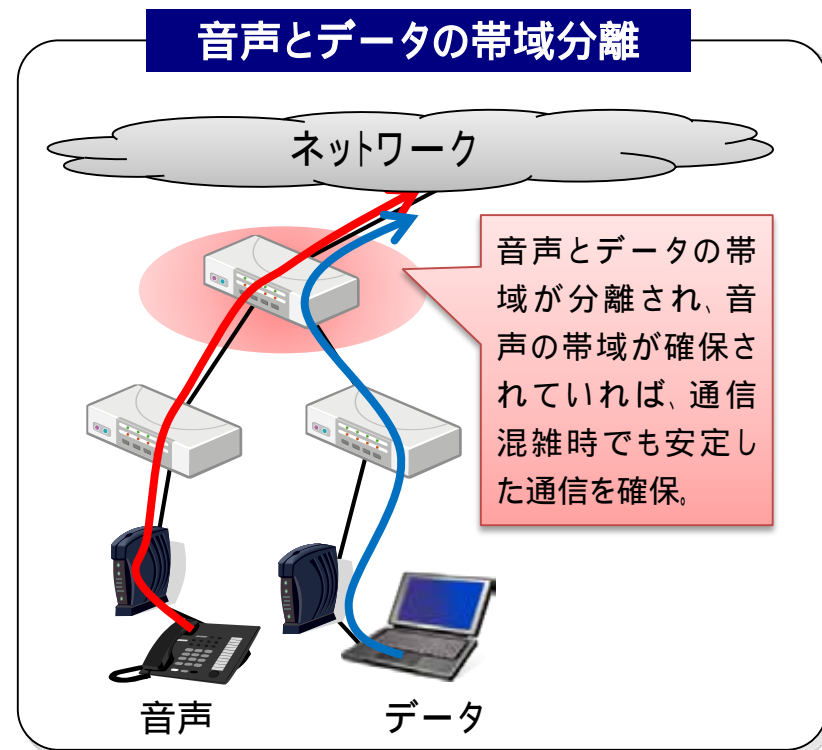 音声とデータの帯域分離
ネットワーク
音声とデータの帯
域が分離され、音
声の帯域が確保さ
れていれば、通信
混雑時でも安定し
た通信を確保。
音声
データ